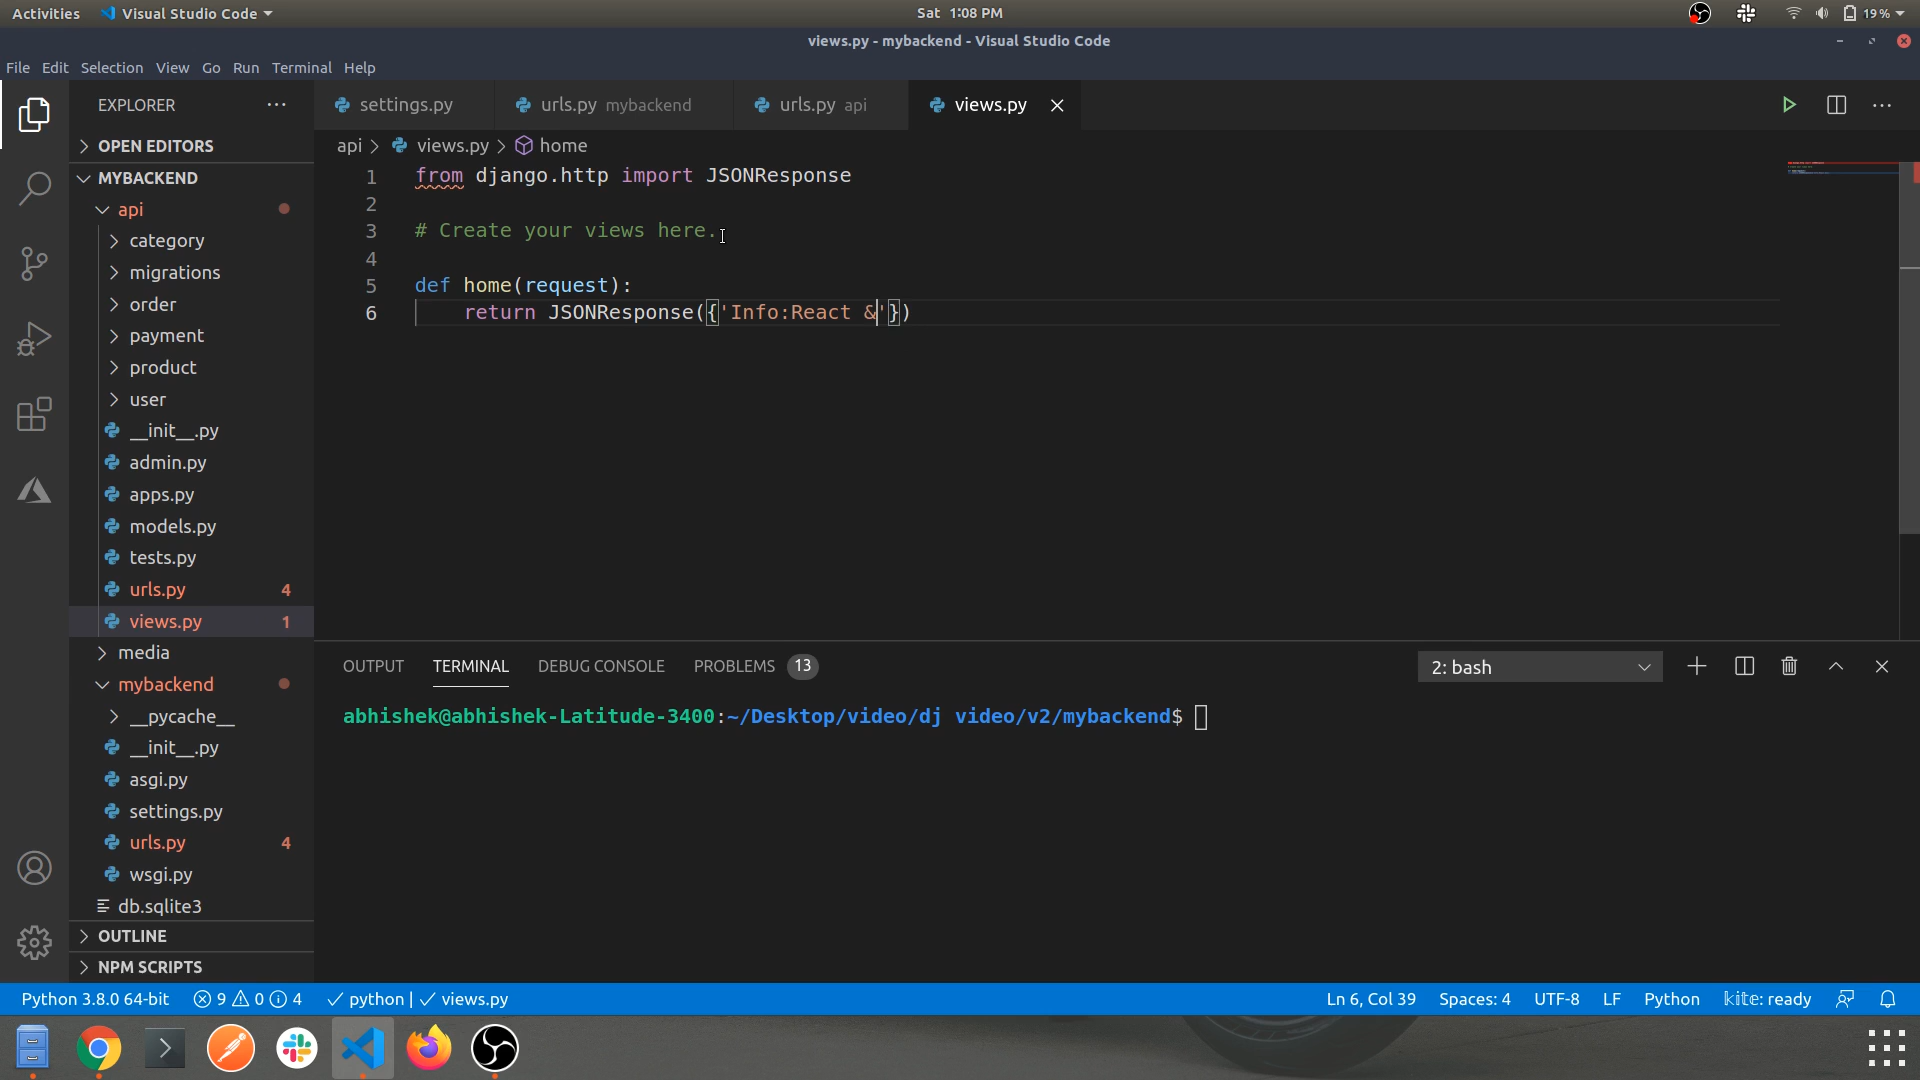 Activities Visual Studio Code Sat 1:08 PM 19%
views.py - mybackend - Visual Studio Code
File Edit Selection View Go Run Terminal Help
EXPLORER
OPEN EDITORS
MYBACKEND
api
category
migrations
order
payment
product
user
__init__.py
admin.py
apps.py
models.py
tests.py
urls.py 4
views.py 1
media
mybackend
__pycache__
__init__.py
asgi.py
settings.py
urls.py 4
wsgi.py
db.sqlite3
OUTLINE
NPM SCRIPTS
settings.py urls.py mybackend urls.py api views.py
api > views.py > home
1 from django.http import JSONResponse
2
3 # Create your views here.
4
5 def home(request):
6 return JSONResponse({'Info:React &'})
OUTPUT TERMINAL DEBUG CONSOLE PROBLEMS 13 2: bash
abhishek@abhishek-Latitude-3400:~/Desktop/video/dj video/v2/mybackend$
Python 3.8.0 64-bit 9 0 4 python | views.py Ln 6, Col 39 Spaces: 4 UTF-8 LF Python kite: ready